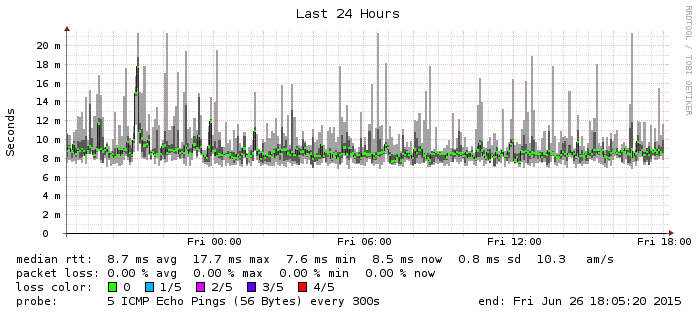 Last 24 Hours
RRDTOOL / TOBI OETIKER
Seconds
20 m
18 m
16 m
14 m
12 m
10 m
8 m
6 m
4 m
2 m
0
Fri 00:00 Fri 06:00 Fri 12:00 Fri 18:00
median rtt: 8.7 ms avg 17.7 ms max 7.6 ms min 8.5 ms now 0.8 ms sd 10.3 am/s
packet loss: 0.00 % avg 0.00 % max 0.00 % min 0.00 % now
loss color: 0 1/5 2/5 3/5 4/5
probe: 5 ICMP Echo Pings (56 Bytes) every 300s end: Fri Jun 26 18:05:20 2015